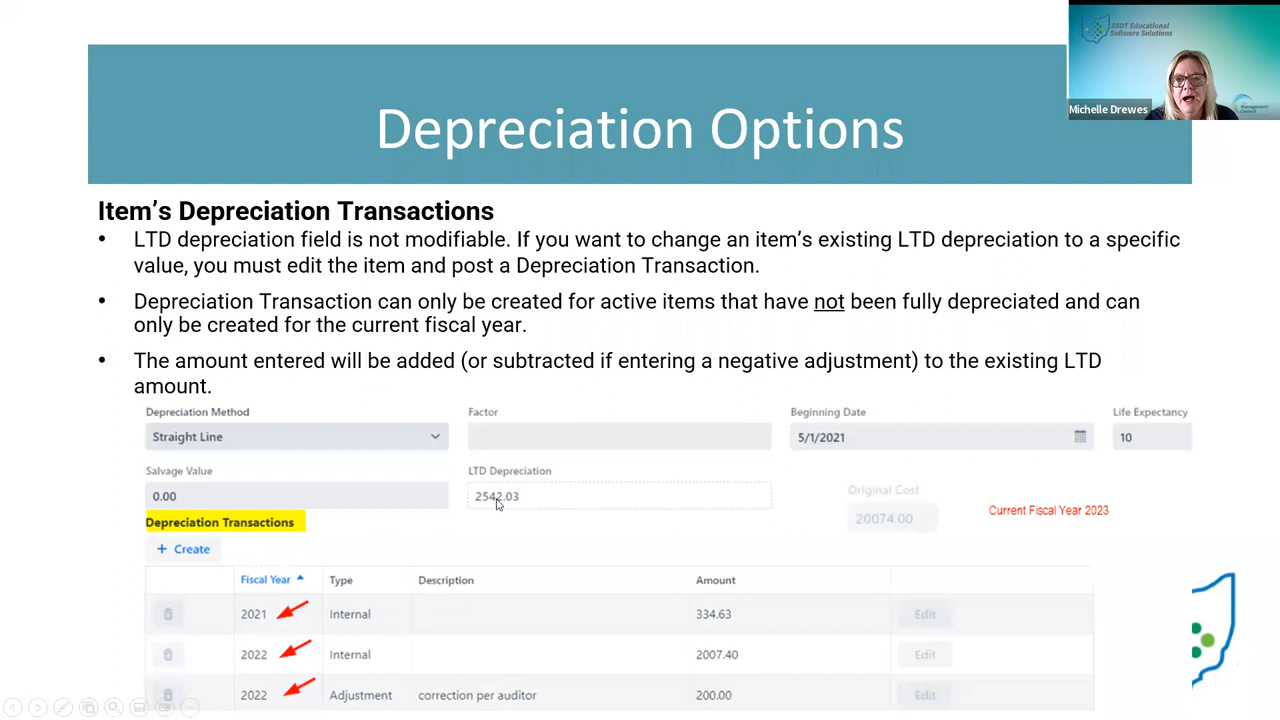 SSDT Educational
Software Solutions
Management
Council
Michelle Drewes
Depreciation Options
Item’s Depreciation Transactions
• LTD depreciation field is not modifiable. If you want to change an item’s existing LTD depreciation to a specific
value, you must edit the item and post a Depreciation Transaction.
• Depreciation Transaction can only be created for active items that have not been fully depreciated and can
only be created for the current fiscal year.
• The amount entered will be added (or subtracted if entering a negative adjustment) to the existing LTD
amount.
Depreciation Method Factor Beginning Date Life Expectancy
Straight Line 5/1/2021 10
Salvage Value LTD Depreciation Original Cost
0.00 2542.03 20074.00 Current Fiscal Year 2023
Depreciation Transactions
+ Create
Fiscal Year Type Description Amount
2021 Internal 334.63 Edit
2022 Internal 2007.40 Edit
2022 Adjustment correction per auditor 200.00 Edit